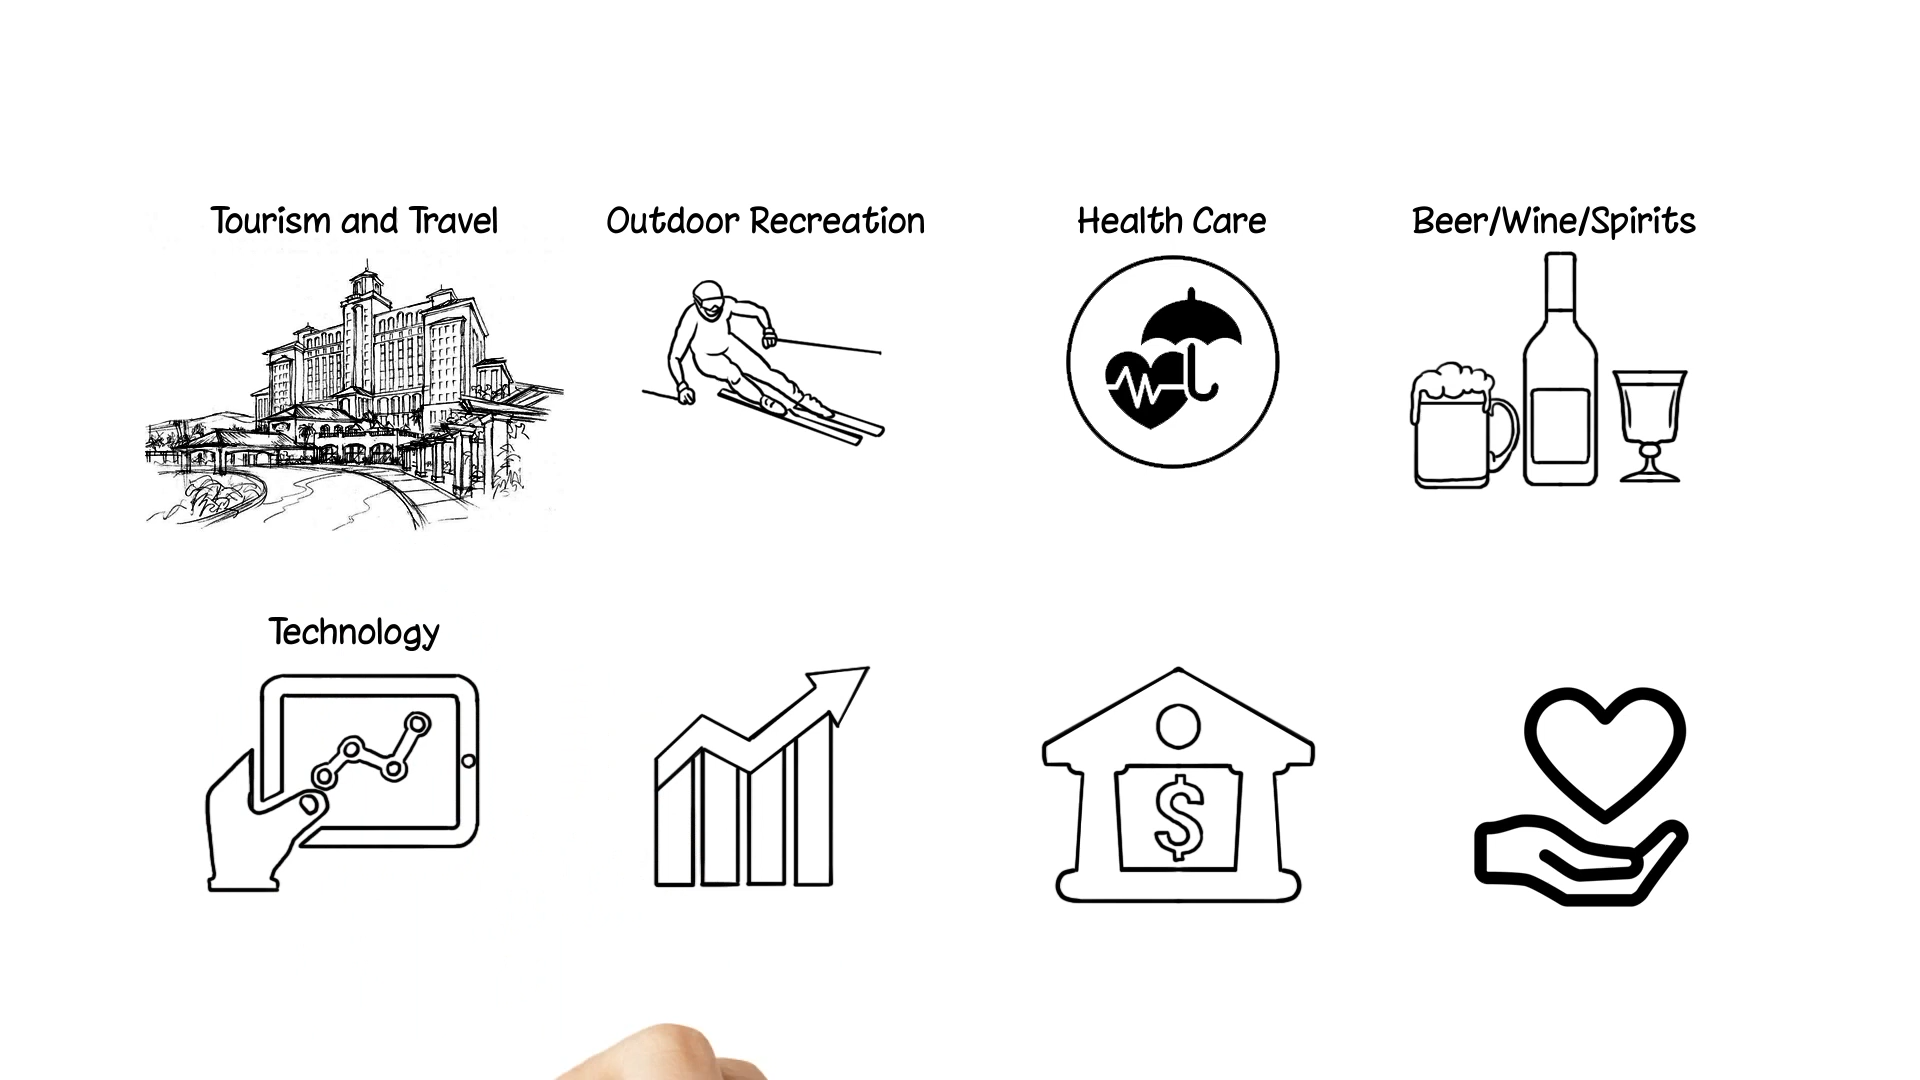 Tourism and Travel
Outdoor Recreation
Health Care
Beer/Wine/Spirits
Technology
$